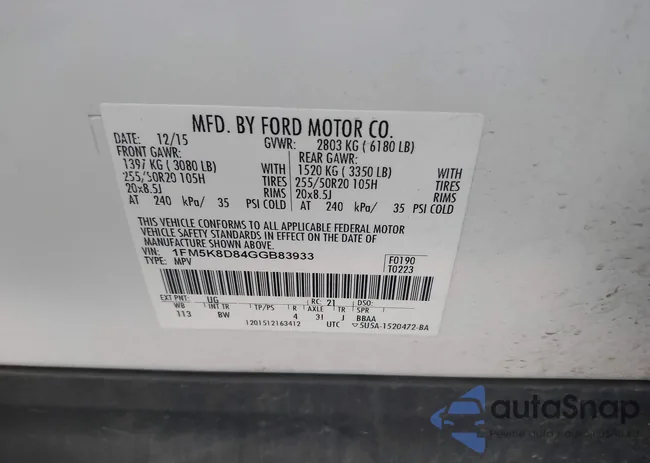 MFD. BY FORD MOTOR CO.
DATE: 12/15 GVWR: 2803 KG ( 6180 LB)
FRONT GAWR: REAR GAWR:
1397 KG ( 3080 LB) WITH 1520 KG ( 3350 LB) WITH
255/50R20 105H TIRES 255/50R20 105H TIRES
20x8.5J RIMS 20x8.5J RIMS
AT 240 kPa/ 35 PSI COLD AT 240 kPa/ 35 PSI COLD
THIS VEHICLE CONFORMS TO ALL APPLICABLE FEDERAL MOTOR
VEHICLE SAFETY STANDARDS IN EFFECT ON THE DATE OF
MANUFACTURE SHOWN ABOVE.
VIN: 1FM5K8D84GGB83933 F0190
TYPE: MPV T0223
EXT PNT: UG RC: 21 DSO:
WB INT TR TP/PS R AXLE TR SPR
113 BW 4 3I J BBAA
1201512163412 UTC ▽5U5A-1520472-BA
autoSnap